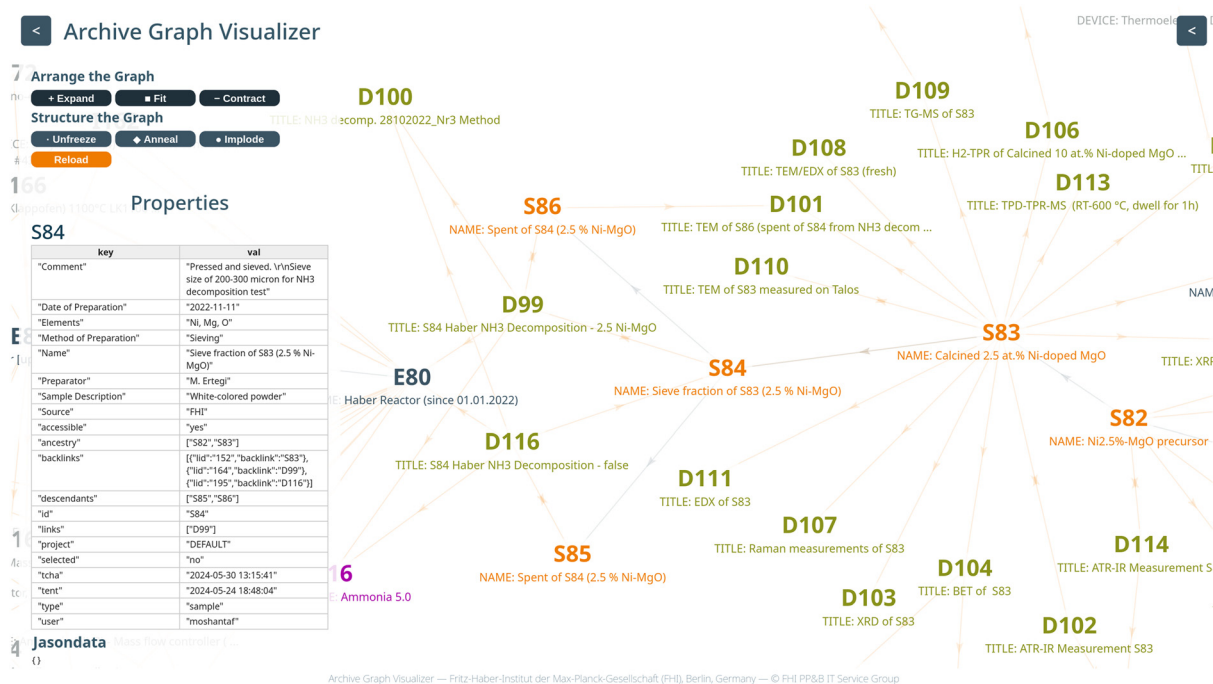 <
Archive Graph Visualizer
DEVICE: Thermoele
<
Arrange the Graph
+ Expand
■ Fit
− Contract
Structure the Graph
· Unfreeze
◆ Anneal
● Implode
Reload
Properties
S84
key val
"Comment" "Pressed and sieved. \r\nSieve
size of 200-300 micron for NH3
decomposition test"
"Date of Preparation" "2022-11-11"
"Elements" "Ni, Mg, O"
"Method of Preparation" "Sieving"
"Name" "Sieve fraction of S83 (2.5 % Ni-
MgO)"
"Preparator" "M. Ertegi"
"Sample Description" "White-colored powder"
"Source" "FHI"
"accessible" "yes"
"ancestry" ["S82","S83"]
"backlinks" [{"lid":"152","backlink":"S83"},
{"lid":"164","backlink":"D99"},
{"lid":"195","backlink":"D116"}]
"descendants" ["S85","S86"]
"id" "S84"
"links" ["D99"]
"project" "DEFAULT"
"selected" "no"
"tcha" "2024-05-30 13:15:41"
"tent" "2024-05-24 18:48:04"
"type" "sample"
"user" "moshantaf"
Jasondata
{}
D100
TITLE: NH3 decomp. 28102022_Nr3 Method
D109
TITLE: TG-MS of S83
D106
TITLE: H2-TPR of Calcined 10 at.% Ni-doped MgO ...
D108
TITLE: TEM/EDX of S83 (fresh)
D113
TITLE: TPD-TPR-MS (RT-600 °C, dwell for 1h)
S86
NAME: Spent of S84 (2.5 % Ni-MgO)
D101
TITLE: TEM of S86 (spent of S84 from NH3 decom ...
D110
TITLE: TEM of S83 measured on Talos
D99
TITLE: S84 Haber NH3 Decomposition - 2.5 Ni-MgO
S83
NAME: Calcined 2.5 at.% Ni-doped MgO
TITLE: XRF
S84
NAME: Sieve fraction of S83 (2.5 % Ni-MgO)
E80
Haber Reactor (since 01.01.2022)
S82
NAME: Ni2.5%-MgO precursor
D116
TITLE: S84 Haber NH3 Decomposition - false
D111
TITLE: EDX of S83
D107
TITLE: Raman measurements of S83
S85
NAME: Spent of S84 (2.5 % Ni-MgO)
D114
TITLE: ATR-IR Measurement S
D104
TITLE: BET of S83
16
Ammonia 5.0
D103
TITLE: XRD of S83
D102
TITLE: ATR-IR Measurement S83
Mass flow controller ( ...
Archive Graph Visualizer — Fritz-Haber-Institut der Max-Planck-Gesellschaft (FHI), Berlin, Germany — © FHI PP&B IT Service Group